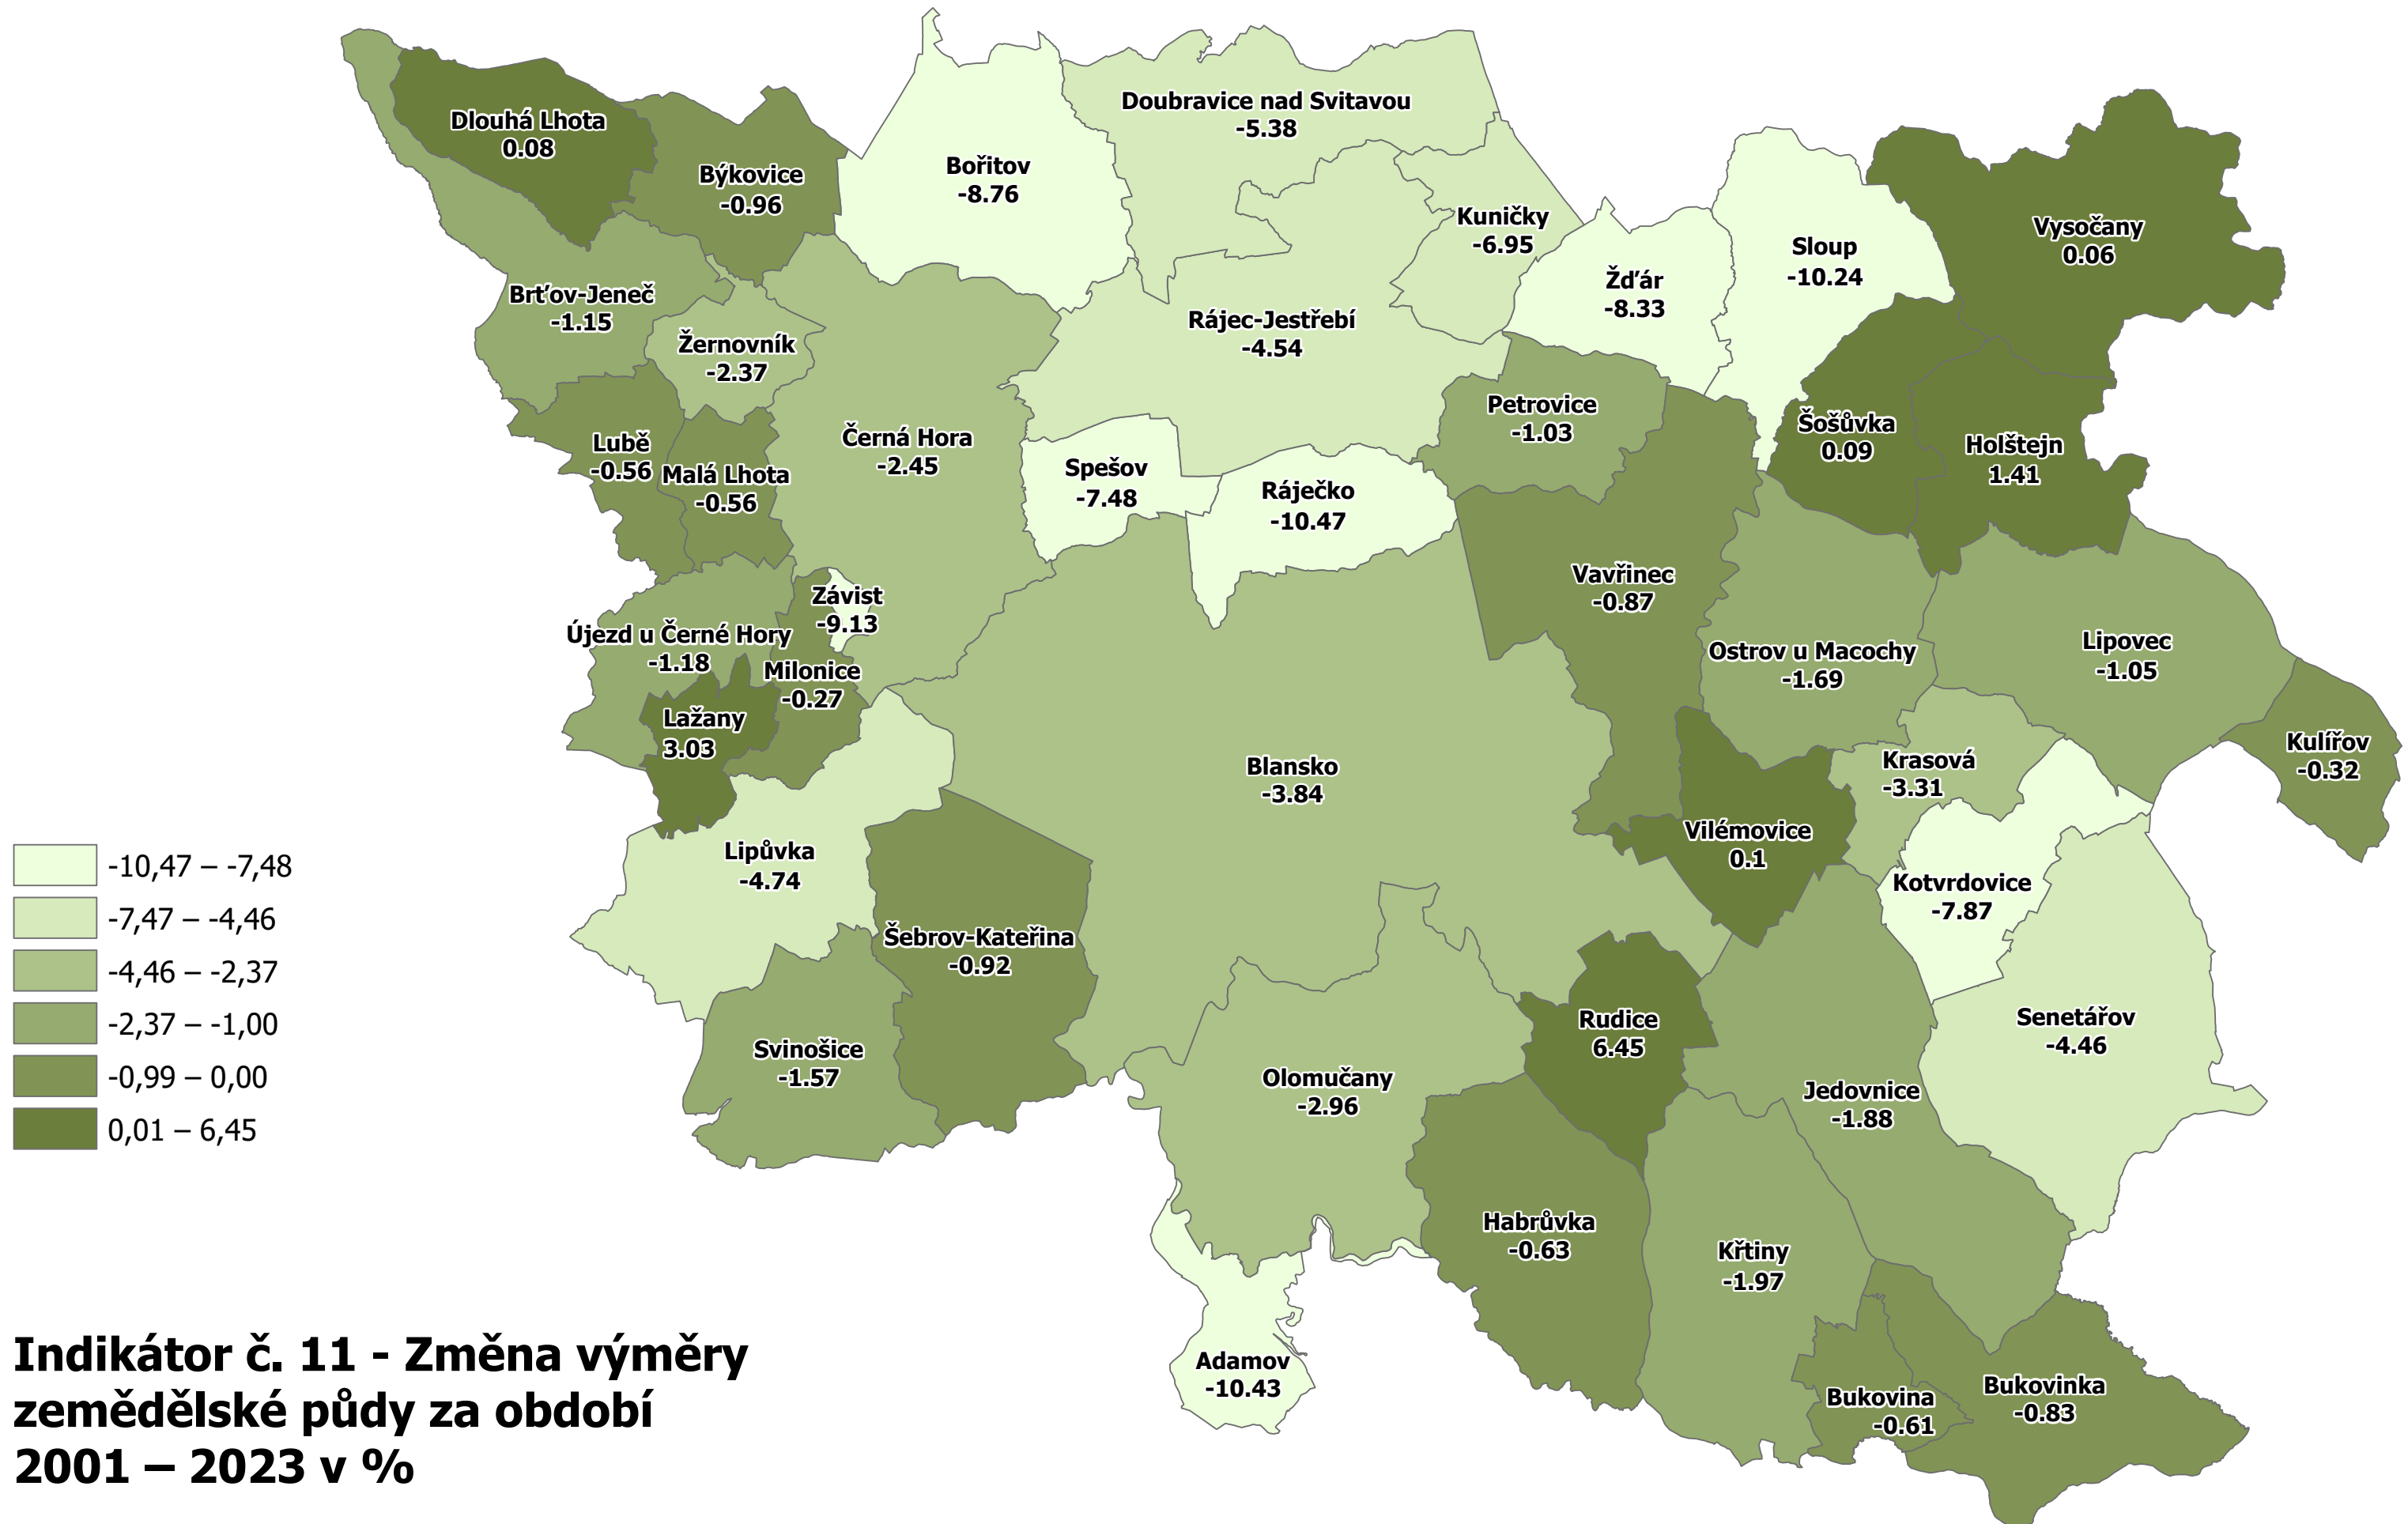 Dlouhá Lhota
0.08
Býkovice
-0.96
Bořitov
-8.76
Doubravice nad Svitavou
-5.38
Kuničky
-6.95
Žďár
-8.33
Sloup
-10.24
Vysočany
0.06
Brťov-Jeneč
-1.15
Žernovník
-2.37
Rájec-Jestřebí
-4.54
Petrovice
-1.03
Šošůvka
0.09
Holštejn
1.41
Lubě
-0.56
Malá Lhota
-0.56
Černá Hora
-2.45
Spešov
-7.48
Ráječko
-10.47
Vavřinec
-0.87
Závist
-9.13
Újezd u Černé Hory
-1.18
Milonice
-0.27
Ostrov u Macochy
-1.69
Lipovec
-1.05
Lažany
3.03
Blansko
-3.84
Krasová
-3.31
Kulířov
-0.32
Lipůvka
-4.74
Vilémovice
0.1
Kotvrdovice
-7.87
Šebrov-Kateřina
-0.92
Svinošice
-1.57
Olomučany
-2.96
Rudice
6.45
Senetářov
-4.46
Jedovnice
-1.88
Habrůvka
-0.63
Křtiny
-1.97
Adamov
-10.43
Bukovina
-0.61
Bukovinka
-0.83
-10,47 – -7,48
-7,47 – -4,46
-4,46 – -2,37
-2,37 – -1,00
-0,99 – 0,00
0,01 – 6,45
Indikátor č. 11 - Změna výměry
zemědělské půdy za období
2001 – 2023 v %